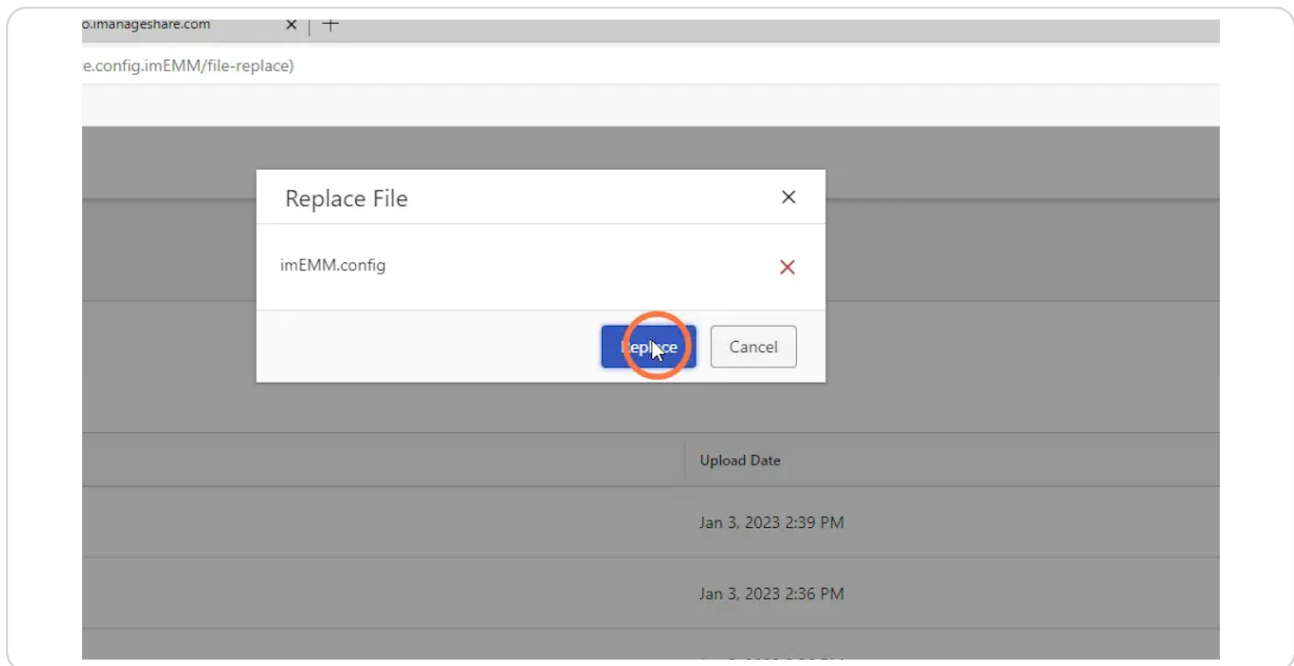 o.imanageshare.com
e.config.imEMM/file-replace)
Replace File
imEMM.config
Replace Cancel
Upload Date
Jan 3, 2023 2:39 PM
Jan 3, 2023 2:36 PM